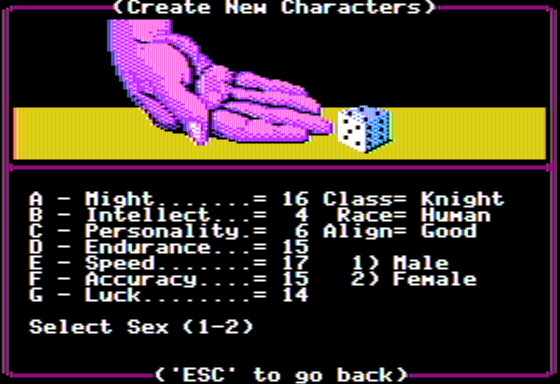 (Create New Characters)
A - Might.......= 16 Class= Knight
B - Intellect...=  4  Race= Human
C - Personality.=  6 Align= Good
D - Endurance...= 15
E - Speed.......= 17   1) Male
F - Accuracy....= 15   2) Female
G - Luck........= 14
Select Sex (1-2)
('ESC' to go back)